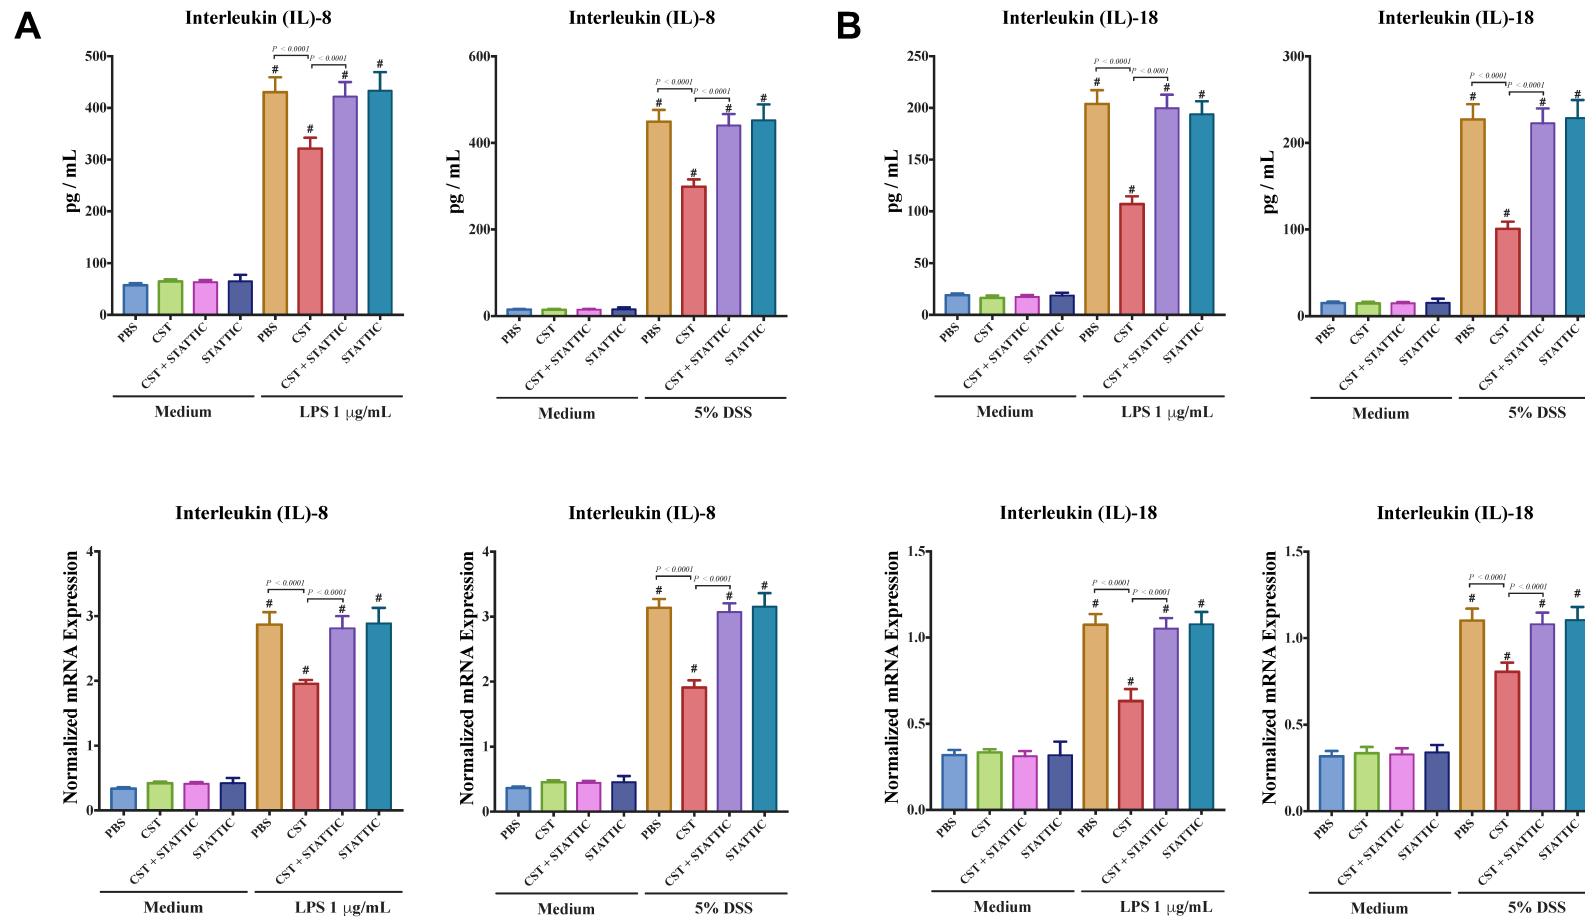 A
Interleukin (IL)-8
pg / mL
500
400
300
200
100
0
P < 0.0001
P < 0.0001
# # # #
PBS
CST
CST + STATTIC
STATTIC
PBS
CST
CST + STATTIC
STATTIC
Medium
LPS 1 μg/mL
Interleukin (IL)-8
pg / mL
600
400
200
0
P < 0.0001
P < 0.0001
# # # #
PBS
CST
CST + STATTIC
STATTIC
PBS
CST
CST + STATTIC
STATTIC
Medium
5% DSS
B
Interleukin (IL)-18
pg / mL
250
200
150
100
50
0
P < 0.0001
P < 0.0001
# # # #
PBS
CST
CST + STATTIC
STATTIC
PBS
CST
CST + STATTIC
STATTIC
Medium
LPS 1 μg/mL
Interleukin (IL)-18
pg / mL
300
200
100
0
P < 0.0001
P < 0.0001
# # # #
PBS
CST
CST + STATTIC
STATTIC
PBS
CST
CST + STATTIC
STATTIC
Medium
5% DSS
Interleukin (IL)-8
Normalized mRNA Expression
4
3
2
1
0
P < 0.0001
P < 0.0001
# # # #
PBS
CST
CST + STATTIC
STATTIC
PBS
CST
CST + STATTIC
STATTIC
Medium
LPS 1 μg/mL
Interleukin (IL)-8
Normalized mRNA Expression
4
3
2
1
0
P < 0.0001
P < 0.0001
# # # #
PBS
CST
CST + STATTIC
STATTIC
PBS
CST
CST + STATTIC
STATTIC
Medium
5% DSS
Interleukin (IL)-18
Normalized mRNA Expression
1.5
1.0
0.5
0.0
P < 0.0001
P < 0.0001
# # # #
PBS
CST
CST + STATTIC
STATTIC
PBS
CST
CST + STATTIC
STATTIC
Medium
LPS 1 μg/mL
Interleukin (IL)-18
Normalized mRNA Expression
1.5
1.0
0.5
0.0
P < 0.0001
P < 0.0001
# # # #
PBS
CST
CST + STATTIC
STATTIC
PBS
CST
CST + STATTIC
STATTIC
Medium
5% DSS